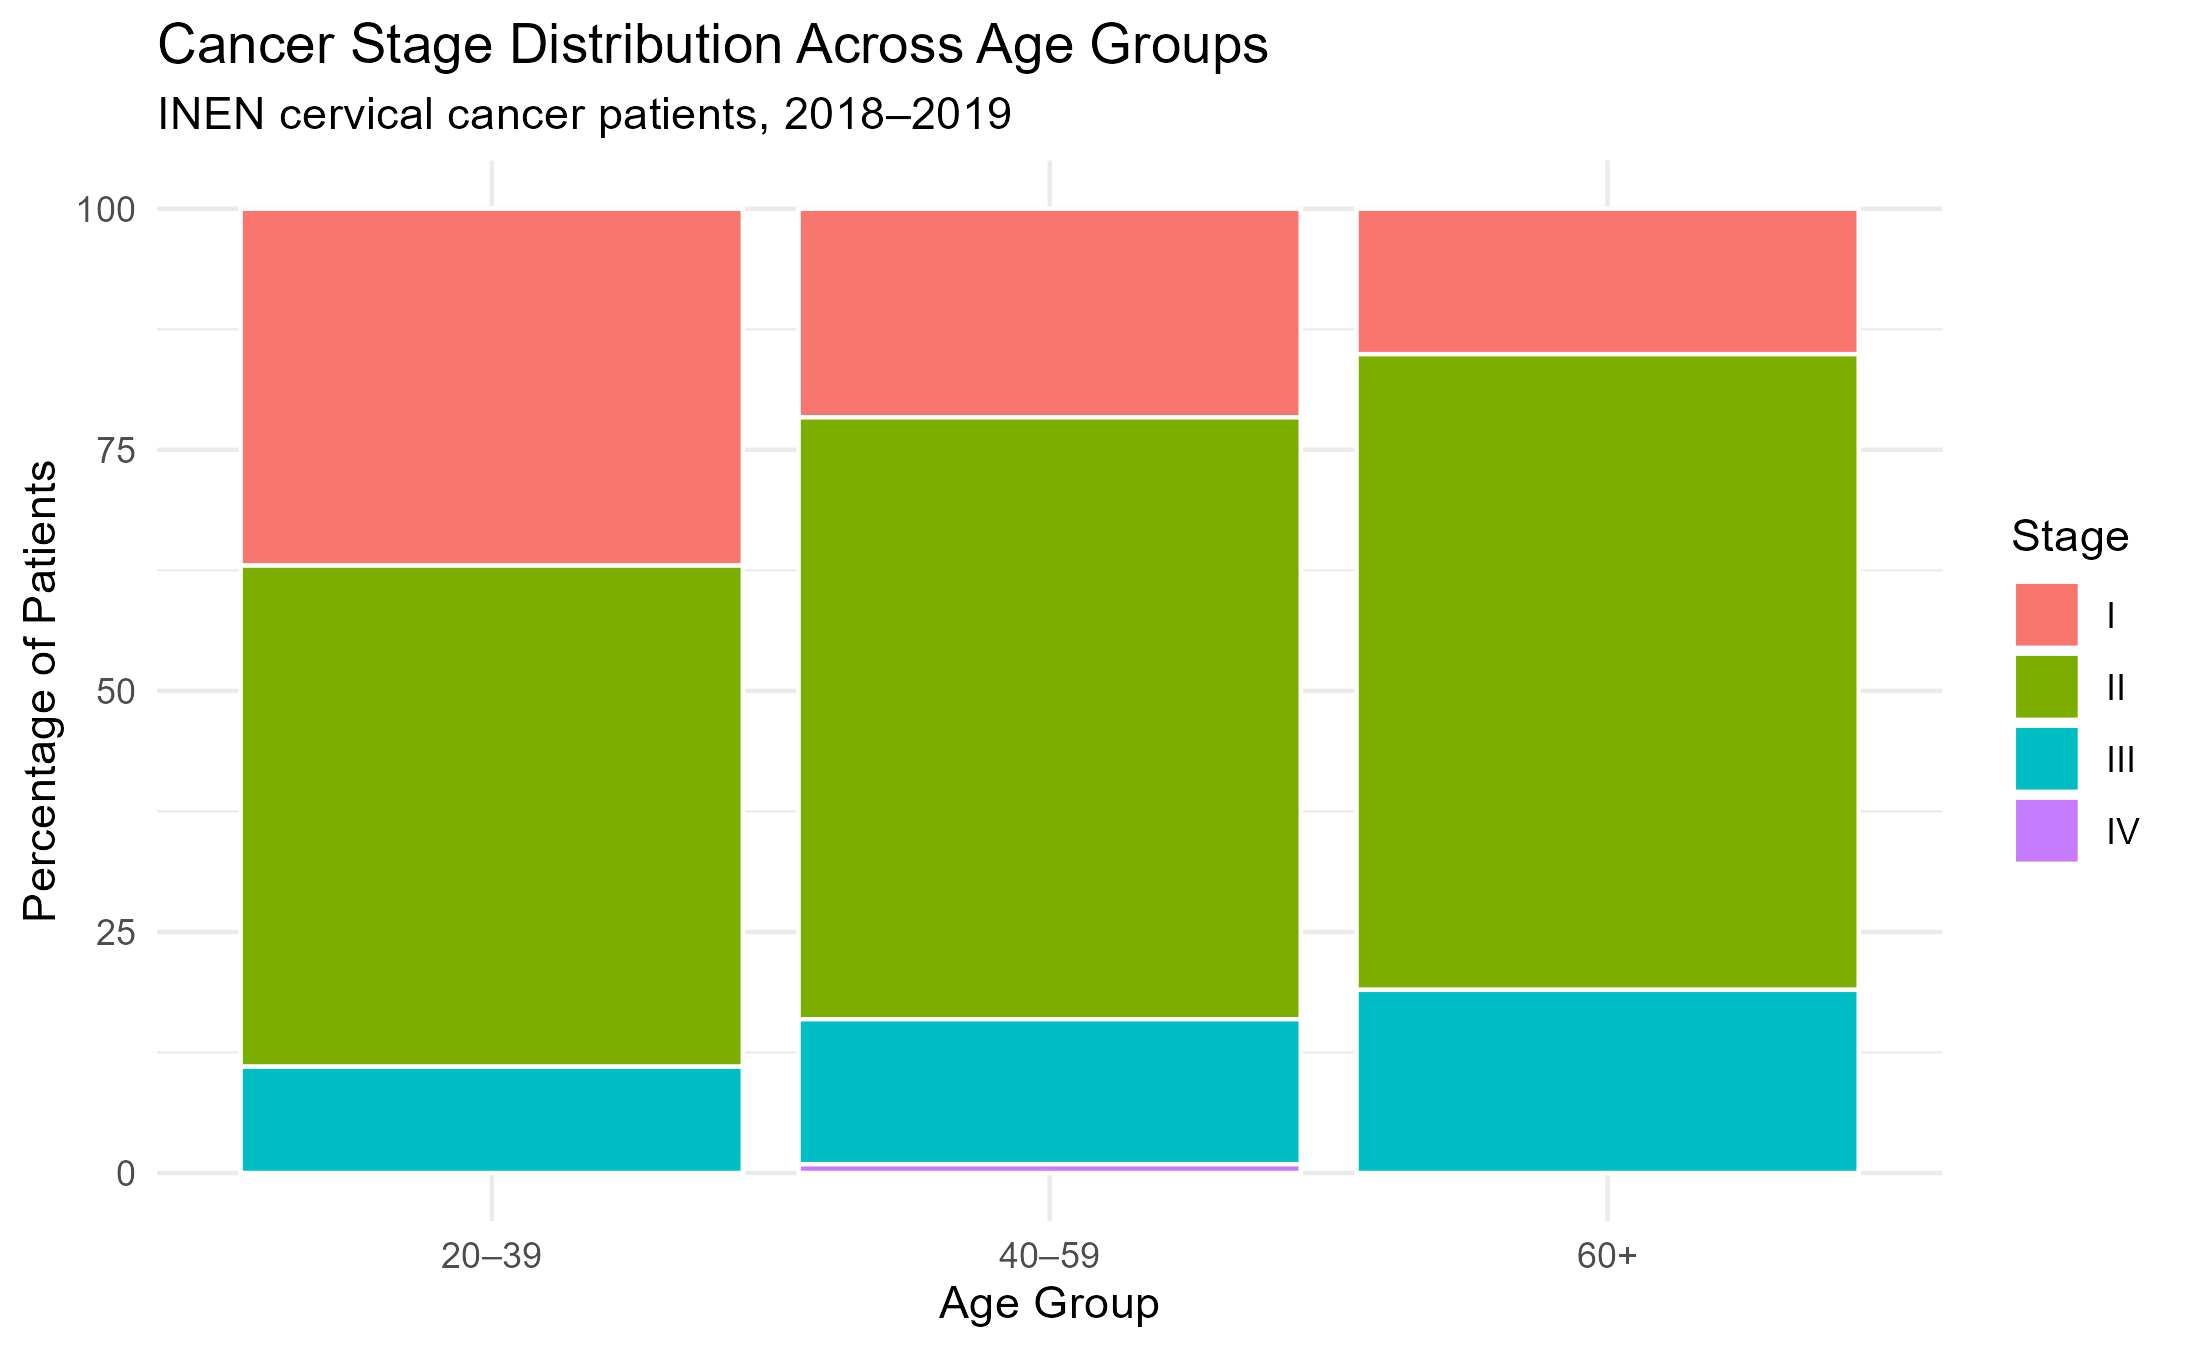 Cancer Stage Distribution Across Age Groups
INEN cervical cancer patients, 2018–2019
Percentage of Patients
100
75
50
25
0
20–39
40–59
60+
Age Group
Stage
I
II
III
IV